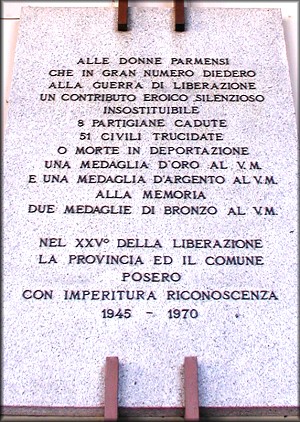 ALLE DONNE PARMENSI
CHE IN GRAN NUMERO DIEDERO
ALLA GUERRA DI LIBERAZIONE
UN CONTRIBUTO EROICO SILENZIOSO
INSOSTITUIBILE
8 PARTIGIANE CADUTE
51 CIVILI TRUCIDATE
O MORTE IN DEPORTAZIONE
UNA MEDAGLIA D'ORO AL V.M.
E UNA MEDAGLIA D'ARGENTO AL V.M.
ALLA MEMORIA
DUE MEDAGLIE DI BRONZO AL V.M.
NEL XXV° DELLA LIBERAZIONE
LA PROVINCIA ED IL COMUNE
POSERO
CON IMPERITURA RICONOSCENZA
1945 - 1970